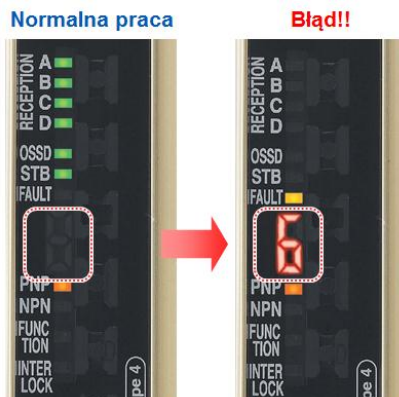 Normalna praca
Błąd!!
RECEPTION
A
B
C
D
OSSD
STB
FAULT
PNP
NPN
FUNC
TION
INTER
LOCK
pe 4
RECEPTION
A
B
C
D
OSSD
STB
FAULT
6
PNP
NPN
FUNC
TION
INTER
LOCK
pe 4